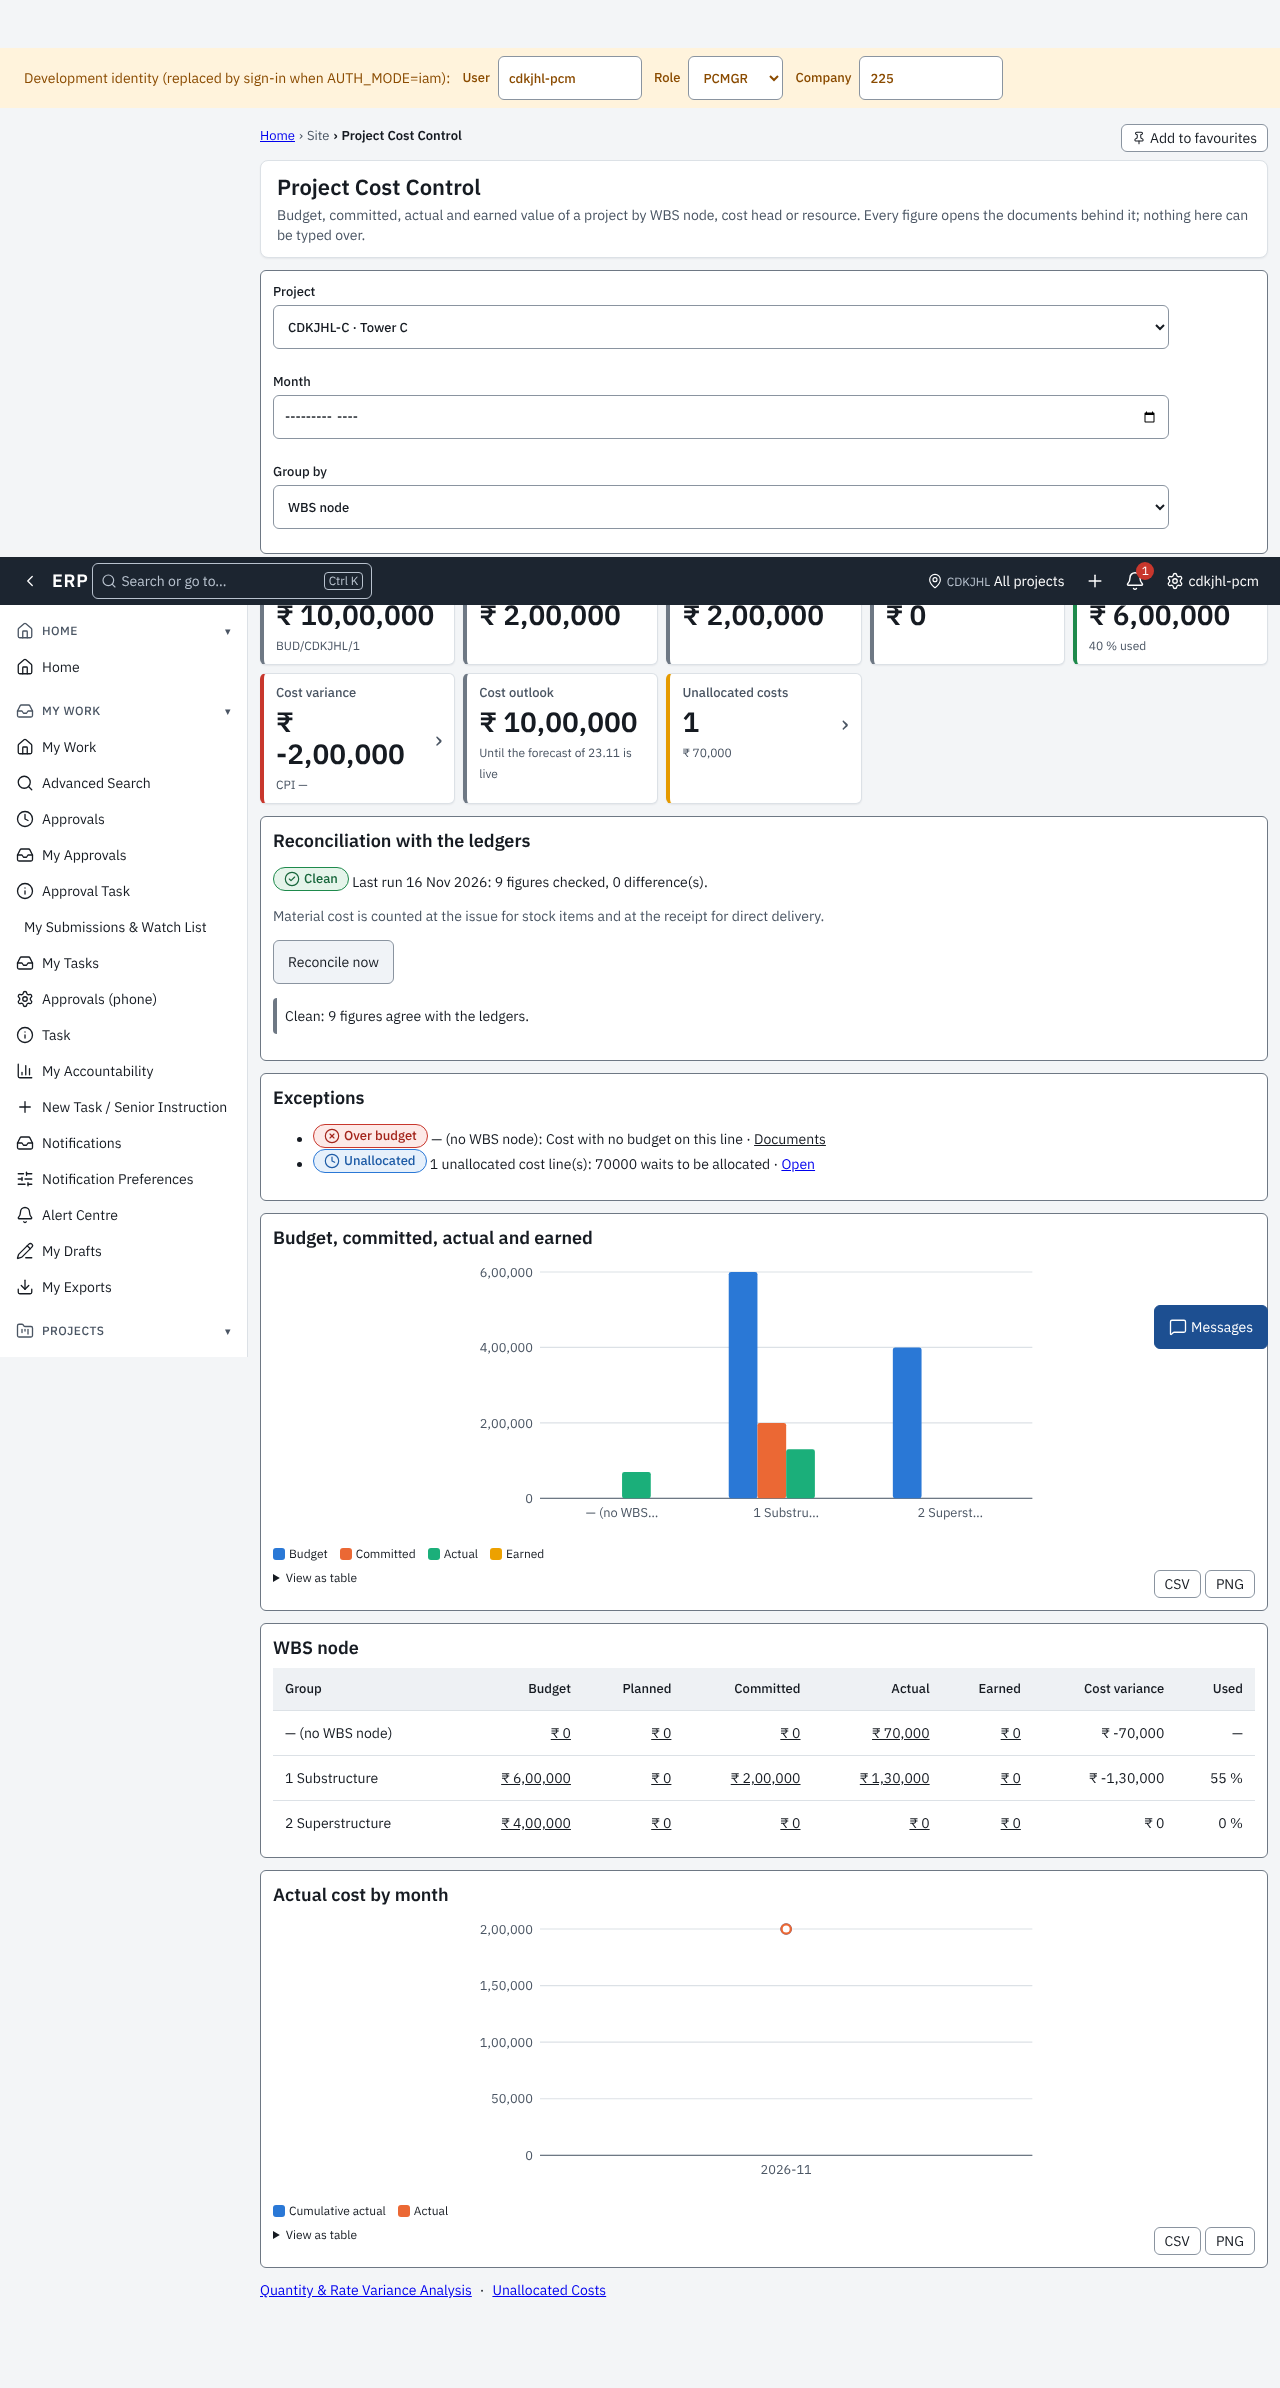 Development identity (replaced by sign-in when AUTH_MODE=iam): User cdkjhl-pcm Role PCMGR Company 225
Home › Site › Project Cost Control
Add to favourites
Project Cost Control
Budget, committed, actual and earned value of a project by WBS node, cost head or resource. Every figure opens the documents behind it; nothing here can
be typed over.
Project
CDKJHL-C · Tower C
Month
--------- ----
Group by
WBS node
ERP Search or go to... Ctrl K CDKJHL All projects 1 cdkjhl-pcm
HOME
Home
MY WORK
My Work
Advanced Search
Approvals
My Approvals
Approval Task
My Submissions & Watch List
My Tasks
Approvals (phone)
Task
My Accountability
New Task / Senior Instruction
Notifications
Notification Preferences
Alert Centre
My Drafts
My Exports
PROJECTS
₹ 10,00,000
BUD/CDKJHL/1
₹ 2,00,000
₹ 2,00,000
₹ 0
₹ 6,00,000
40 % used
Cost variance
₹
-2,00,000
CPI —
Cost outlook
₹ 10,00,000
Until the forecast of 23.11 is
live
Unallocated costs
1
₹ 70,000
Reconciliation with the ledgers
Clean Last run 16 Nov 2026: 9 figures checked, 0 difference(s).
Material cost is counted at the issue for stock items and at the receipt for direct delivery.
Reconcile now
Clean: 9 figures agree with the ledgers.
Exceptions
Over budget — (no WBS node): Cost with no budget on this line · Documents
Unallocated 1 unallocated cost line(s): 70000 waits to be allocated · Open
Budget, committed, actual and earned
6,00,000
4,00,000
2,00,000
0
— (no WBS... 1 Substru... 2 Superst...
Budget Committed Actual Earned
View as table
CSV PNG
Messages
WBS node
Group Budget Planned Committed Actual Earned Cost variance Used
— (no WBS node) ₹ 0 ₹ 0 ₹ 0 ₹ 70,000 ₹ 0 ₹ -70,000 —
1 Substructure ₹ 6,00,000 ₹ 0 ₹ 2,00,000 ₹ 1,30,000 ₹ 0 ₹ -1,30,000 55 %
2 Superstructure ₹ 4,00,000 ₹ 0 ₹ 0 ₹ 0 ₹ 0 ₹ 0 0 %
Actual cost by month
2,00,000
1,50,000
1,00,000
50,000
0
2026-11
Cumulative actual Actual
View as table
CSV PNG
Quantity & Rate Variance Analysis · Unallocated Costs